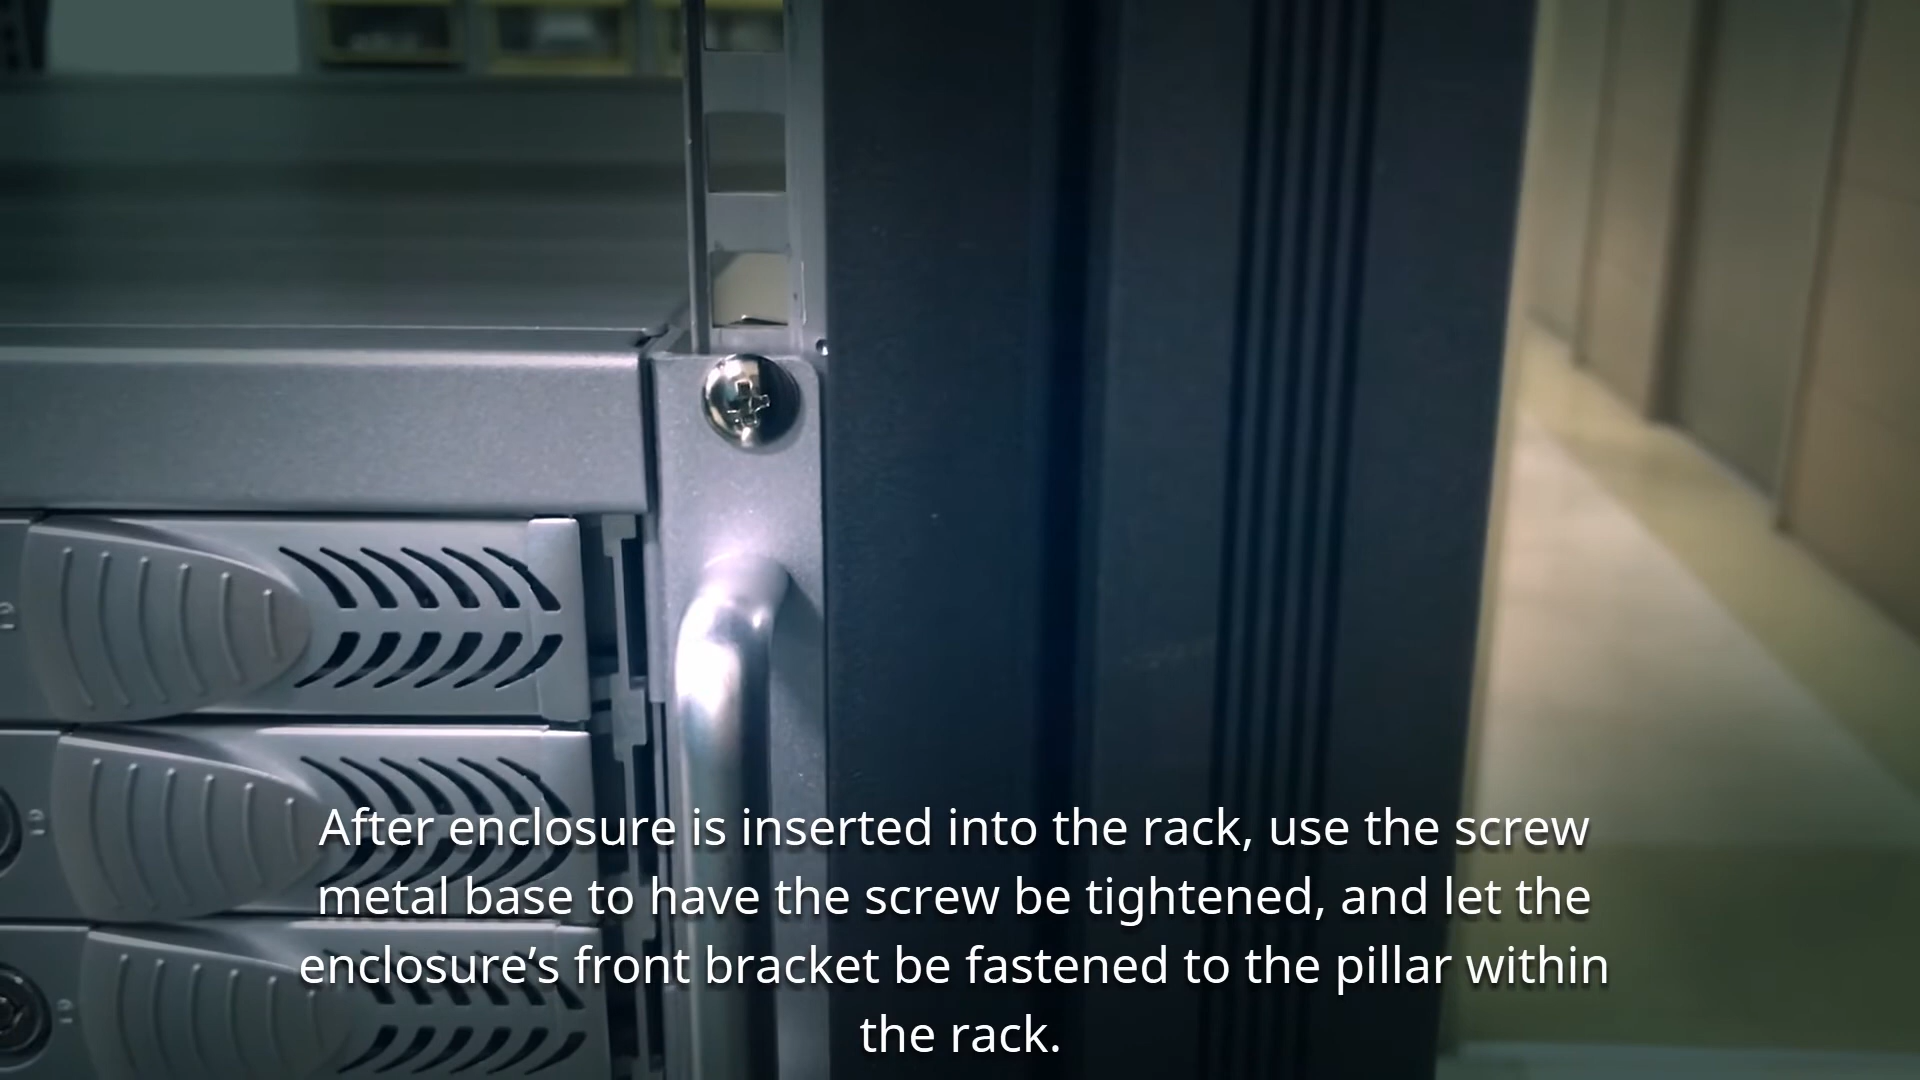 After enclosure is inserted into the rack, use the screw
metal base to have the screw be tightened, and let the
enclosure’s front bracket be fastened to the pillar within
the rack.